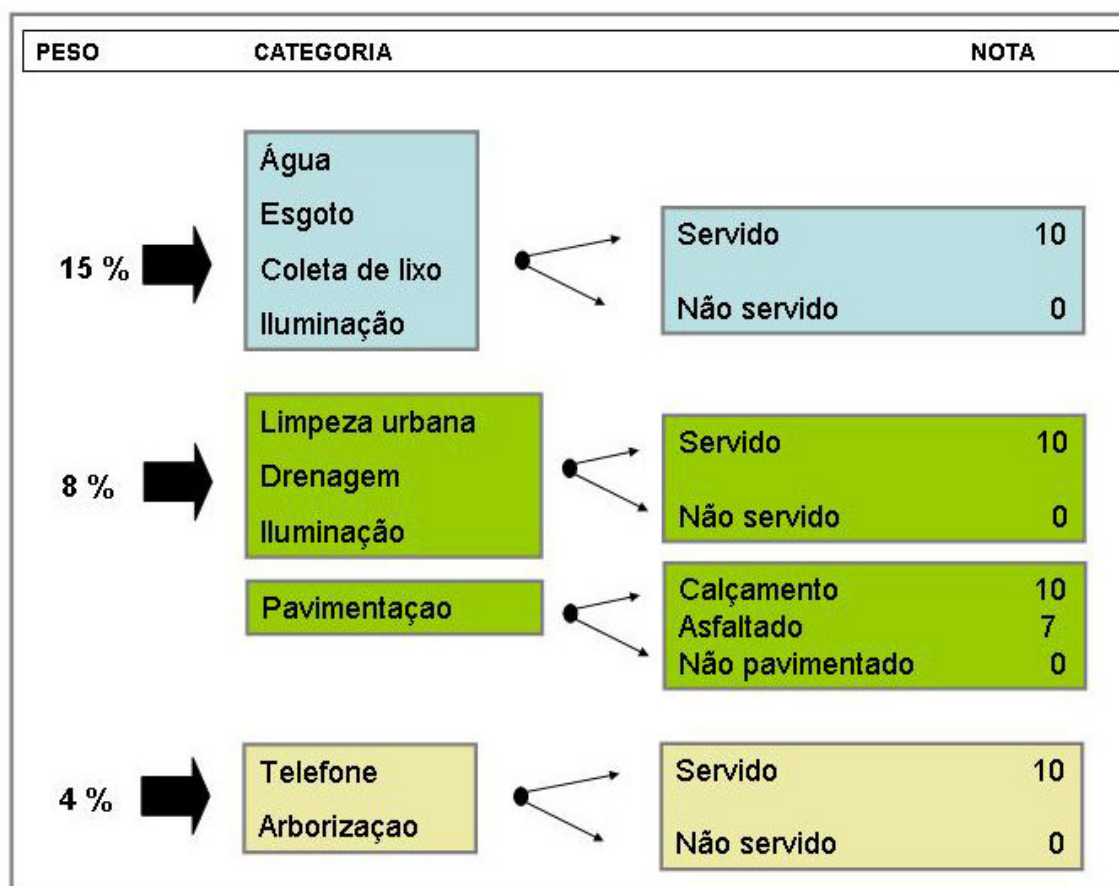 PESO CATEGORIA NOTA
15 %
Água
Esgoto
Coleta de lixo
Iluminação
Servido 10
Não servido 0
8 %
Limpeza urbana
Drenagem
Iluminação
Servido 10
Não servido 0
Pavimentaçao
Calçamento 10
Asfaltado 7
Não pavimentado 0
4 %
Telefone
Arborizaçao
Servido 10
Não servido 0